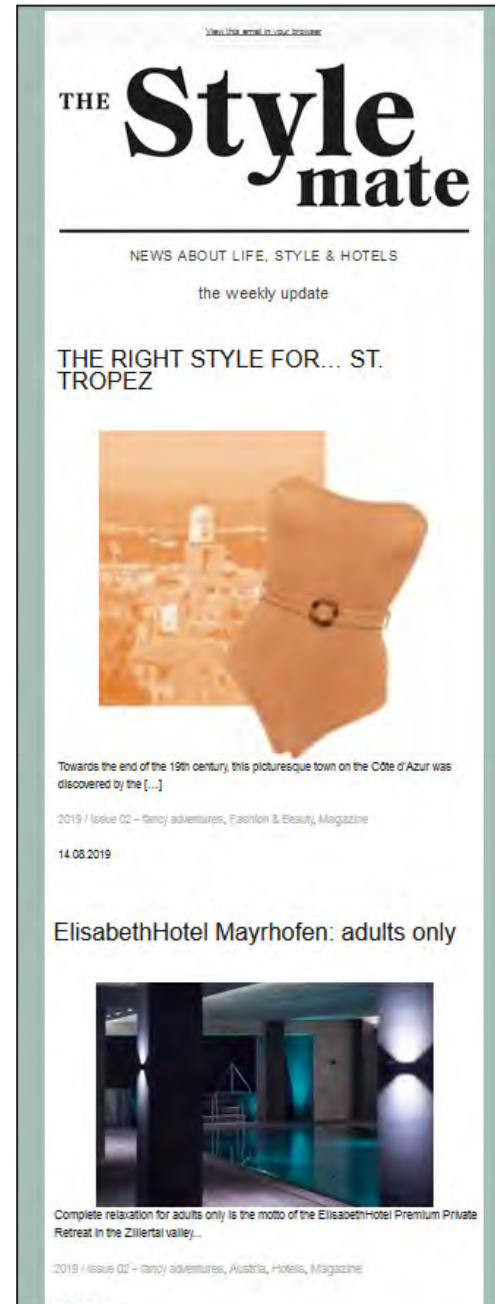 View this email in your browser
THE Style
mate
NEWS ABOUT LIFE, STYLE & HOTELS
the weekly update
THE RIGHT STYLE FOR… ST.
TROPEZ
Towards the end of the 19th century, this picturesque town on the Côte d'Azur was
discovered by the […]
2019 / Issue 02 – fancy adventures, Fashion & Beauty, Magazine
14.08.2019
ElisabethHotel Mayrhofen: adults only
Complete relaxation for adults only is the motto of the ElisabethHotel Premium Private
Retreat in the Zillertal valley...
2019 / Issue 02 – fancy adventures, Austria, Hotels, Magazine